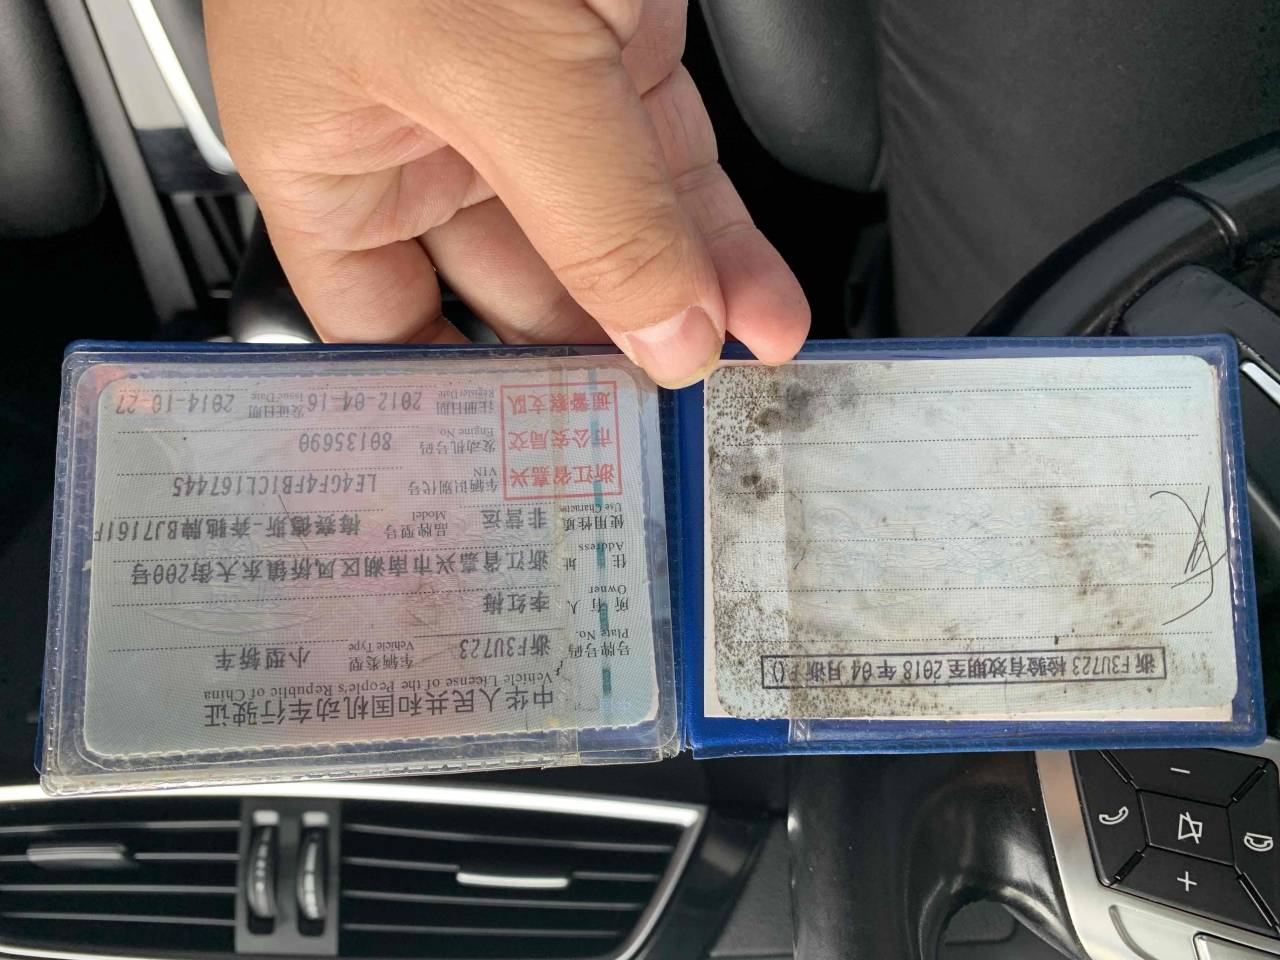 中华人民共和国机动车行驶证
Vehicle License of the People's Republic of China
号牌号码 浙F3U723 车辆类型 小型轿车
Plate No. Vehicle Type
所有人 李红梅
Owner
住址 浙江省嘉兴市南湖区凤桥镇东大街200号
Address
使用性质 非营运 品牌型号 梅赛德斯-奔驰牌BJ7161F
Use Character Model
浙江省嘉兴
市公安局交
通警察支队
车辆识别代号 LE4GF4FB1CL167445
VIN
发动机号码 80135690
Engine No.
注册日期 2012-04-16 发证日期 2014-10-27
Register Date Issue Date
浙F3U723 检验有效期至2018年04月浙F()